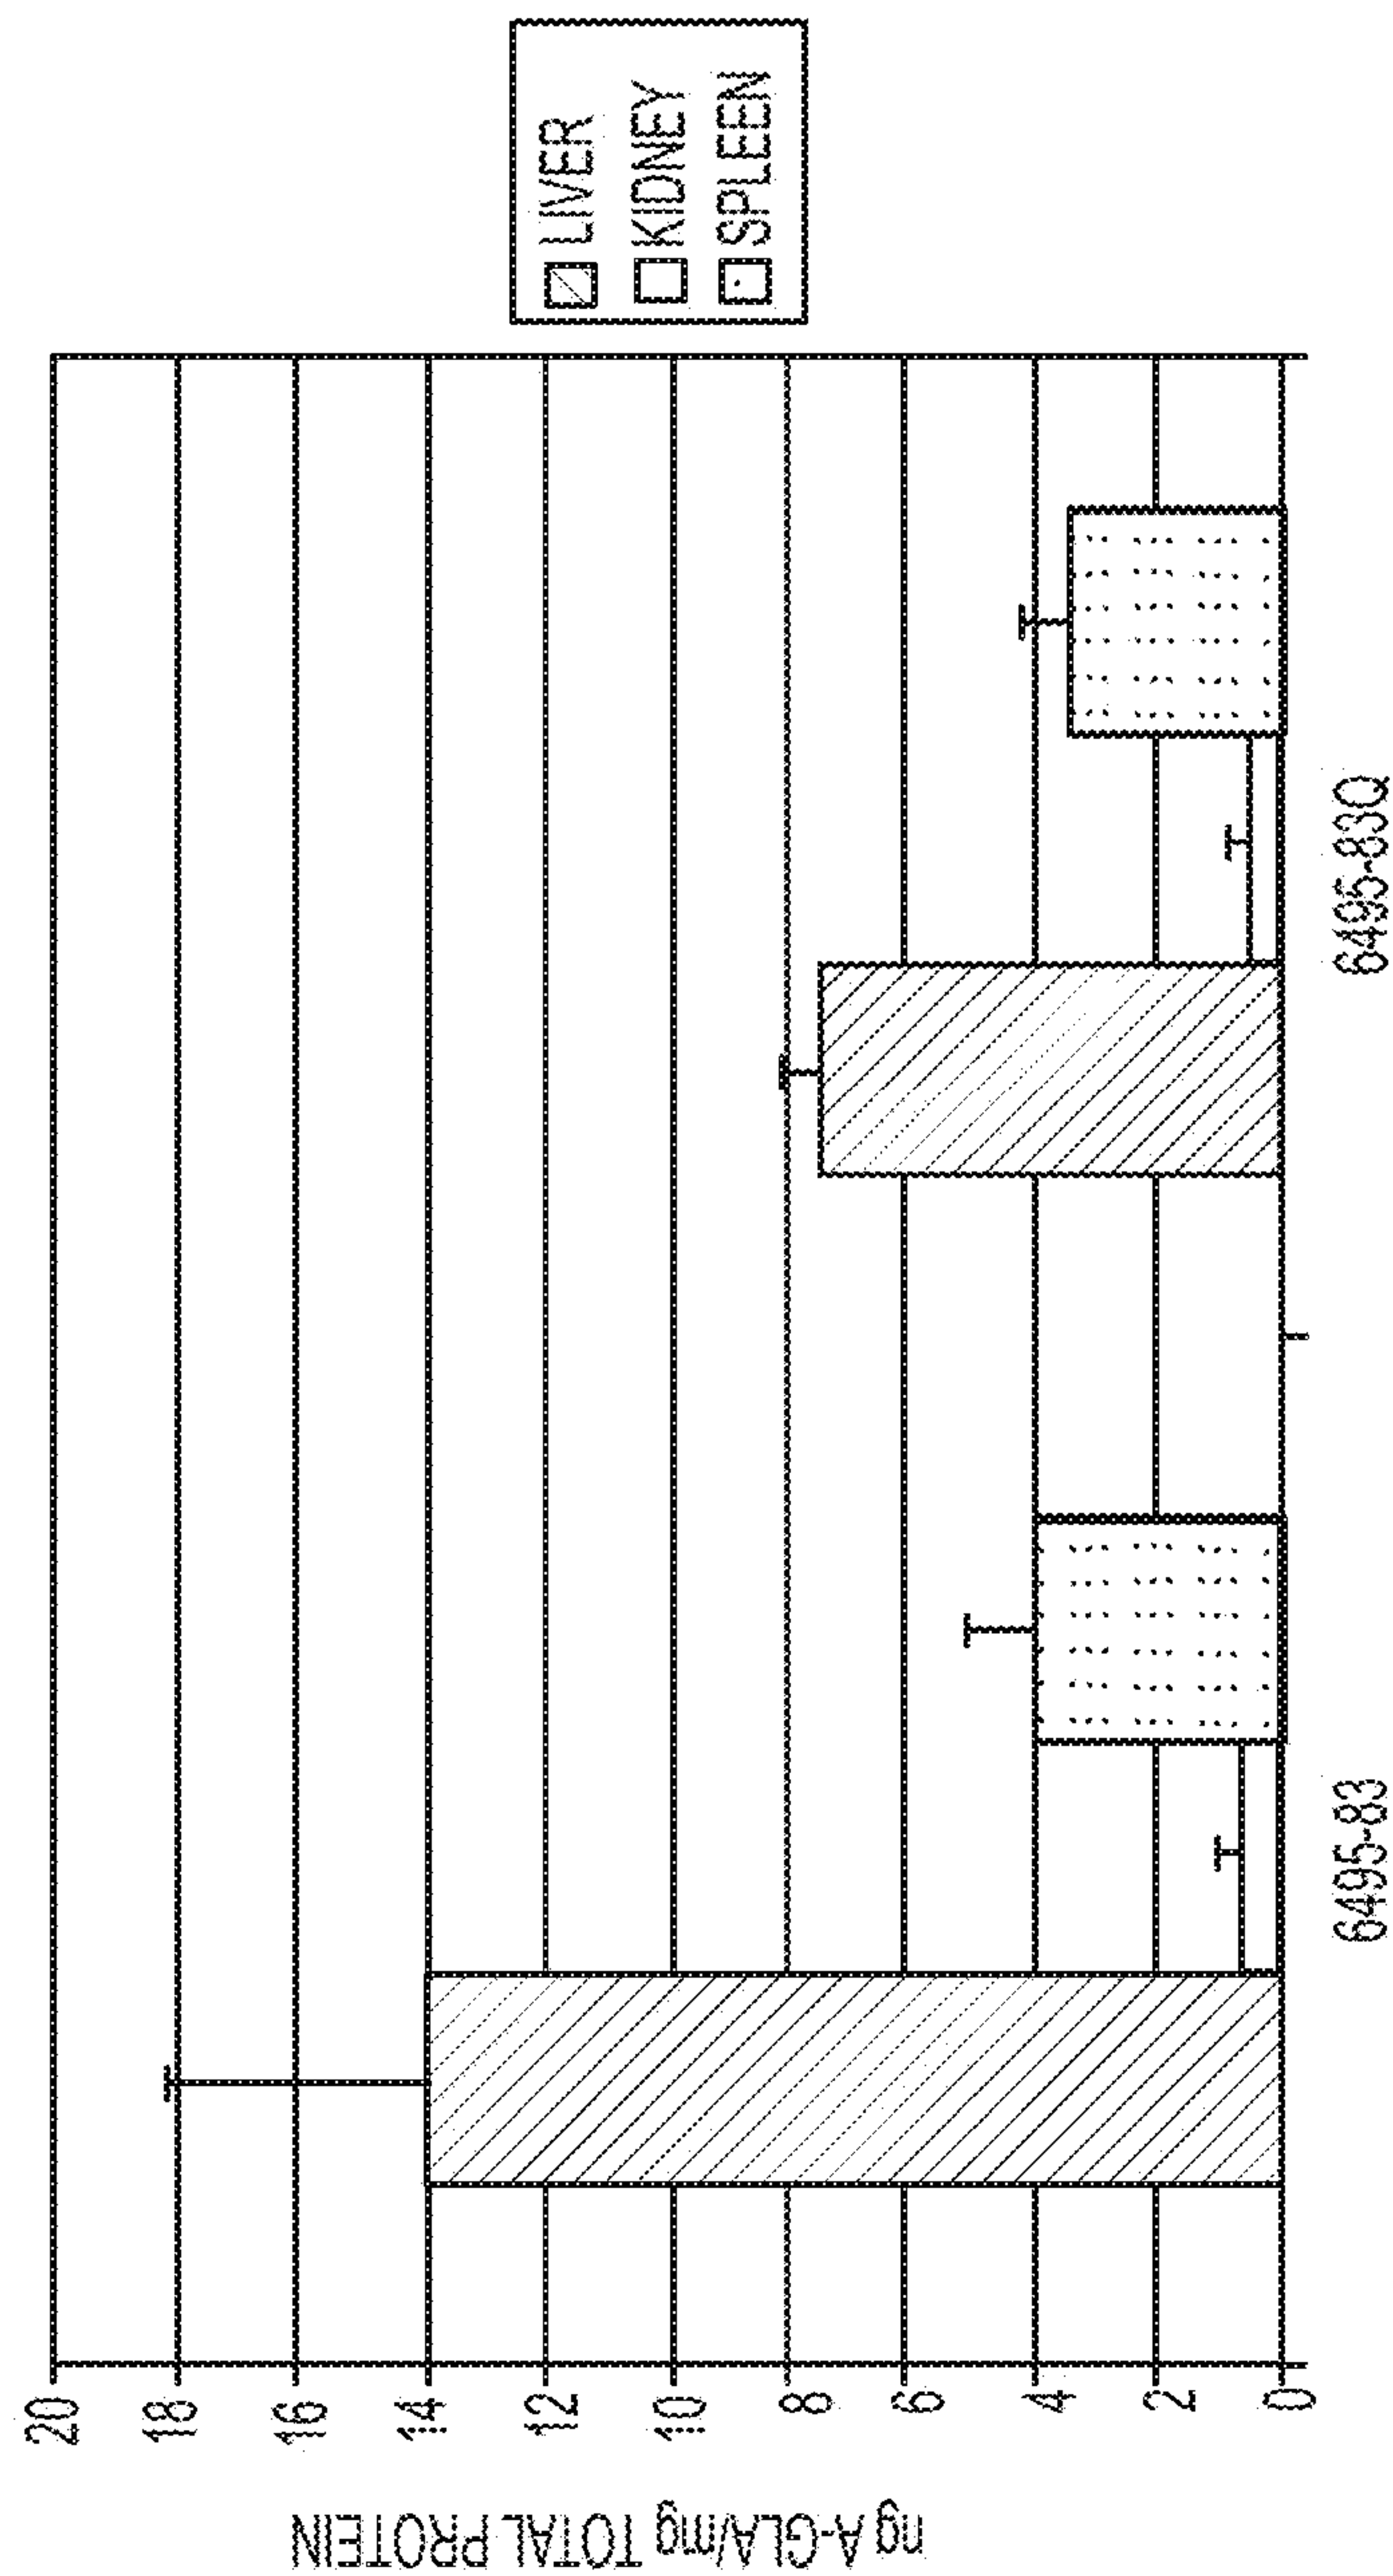 ng A-GLA/mg TOTAL PROTEIN
20
18
16
14
12
10
8
6
4
2
0
6495-83
6495-83Q
LIVER
KIDNEY
SPLEEN